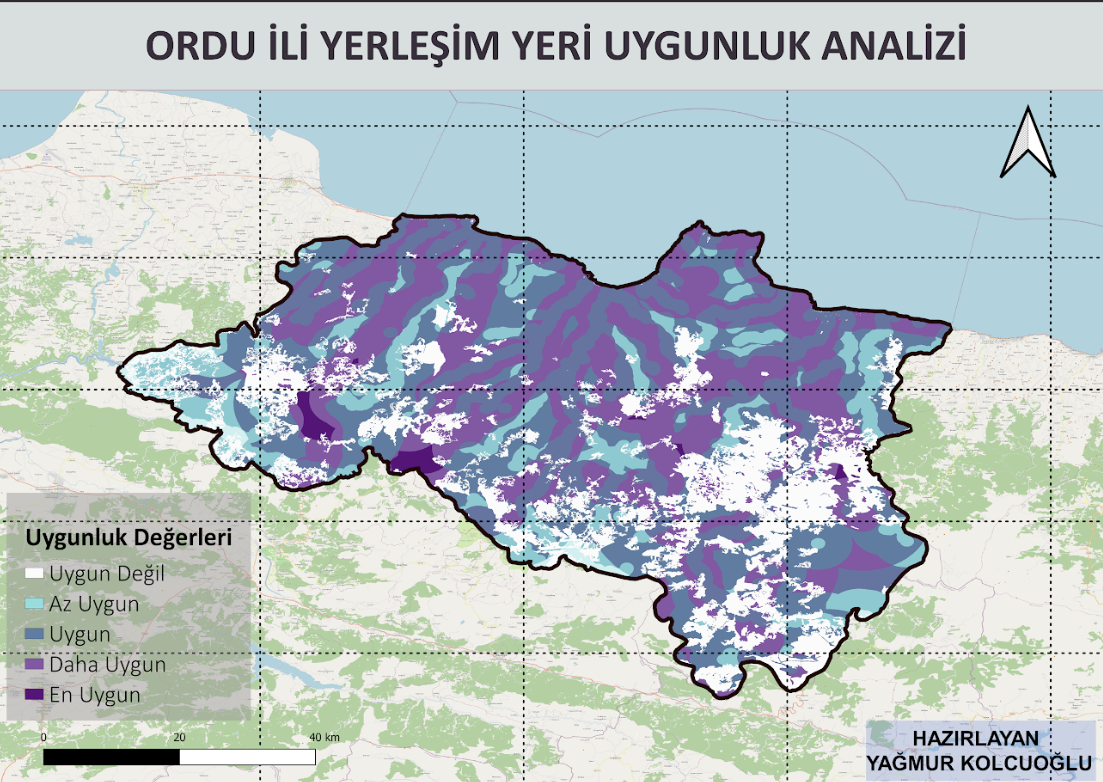 ORDU İLİ YERLEŞİM YERİ UYGUNLUK ANALİZİ
Uygunluk Değerleri
Uygun Değil
Az Uygun
Uygun
Daha Uygun
En Uygun
0 20 40 km
HAZIRLAYAN
YAĞMUR KOLCUOĞLU